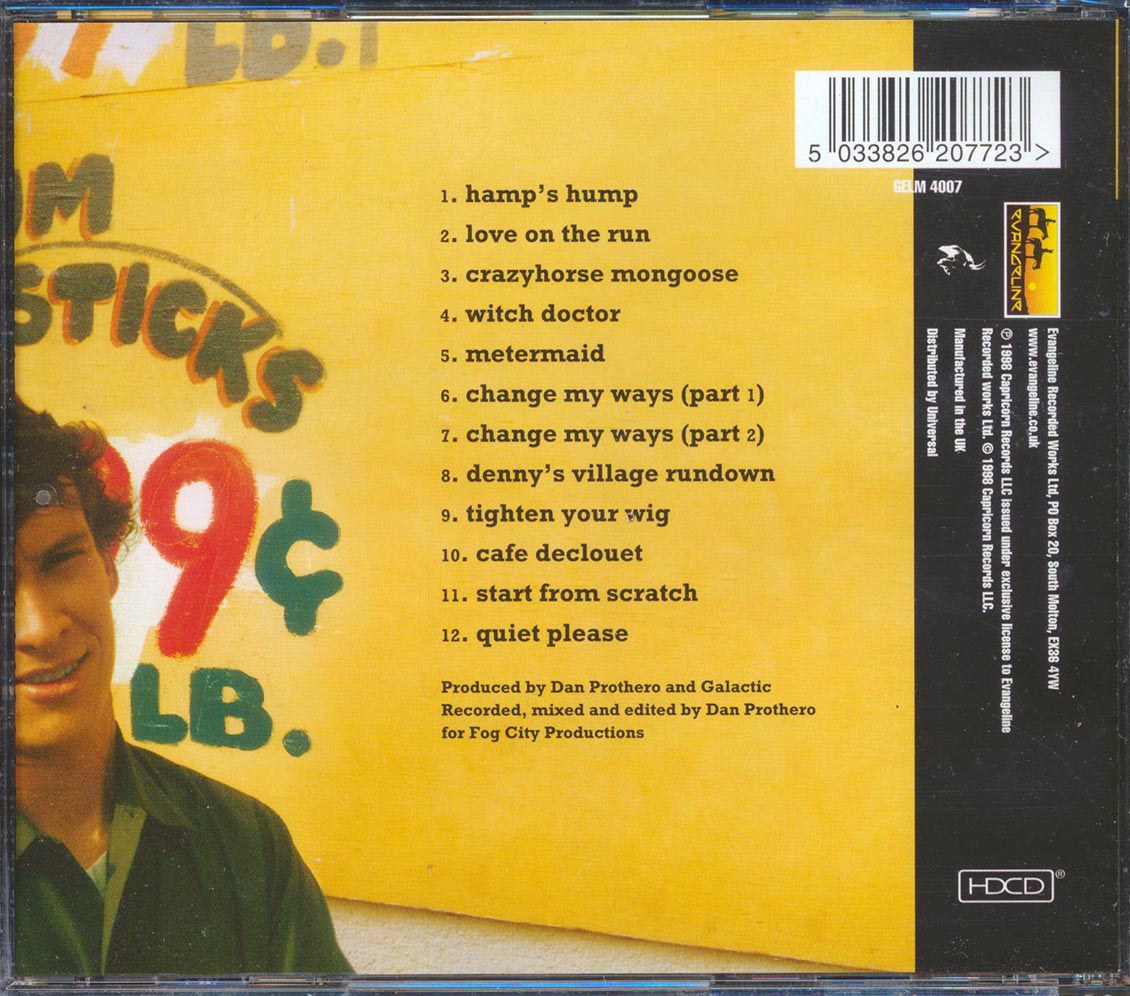 LB.
STICKS
9¢
LB.
1. hamp's hump
2. love on the run
3. crazyhorse mongoose
4. witch doctor
5. metermaid
6. change my ways (part 1)
7. change my ways (part 2)
8. denny's village rundown
9. tighten your wig
10. cafe declouet
11. start from scratch
12. quiet please
Produced by Dan Prothero and Galactic
Recorded, mixed and edited by Dan Prothero
for Fog City Productions
5 033826 207723 >
GELM 4007
EVANGELINE
Evangeline Recorded Works Ltd, PO Box 20, South Molton, EX36 4YW
www.evangeline.co.uk
℗ 1998 Capricorn Records LLC issued under exclusive license to Evangeline
Recorded works Ltd. © 1998 Capricorn Records LLC.
Manufactured in the UK
Distributed by Universal
HDCD®